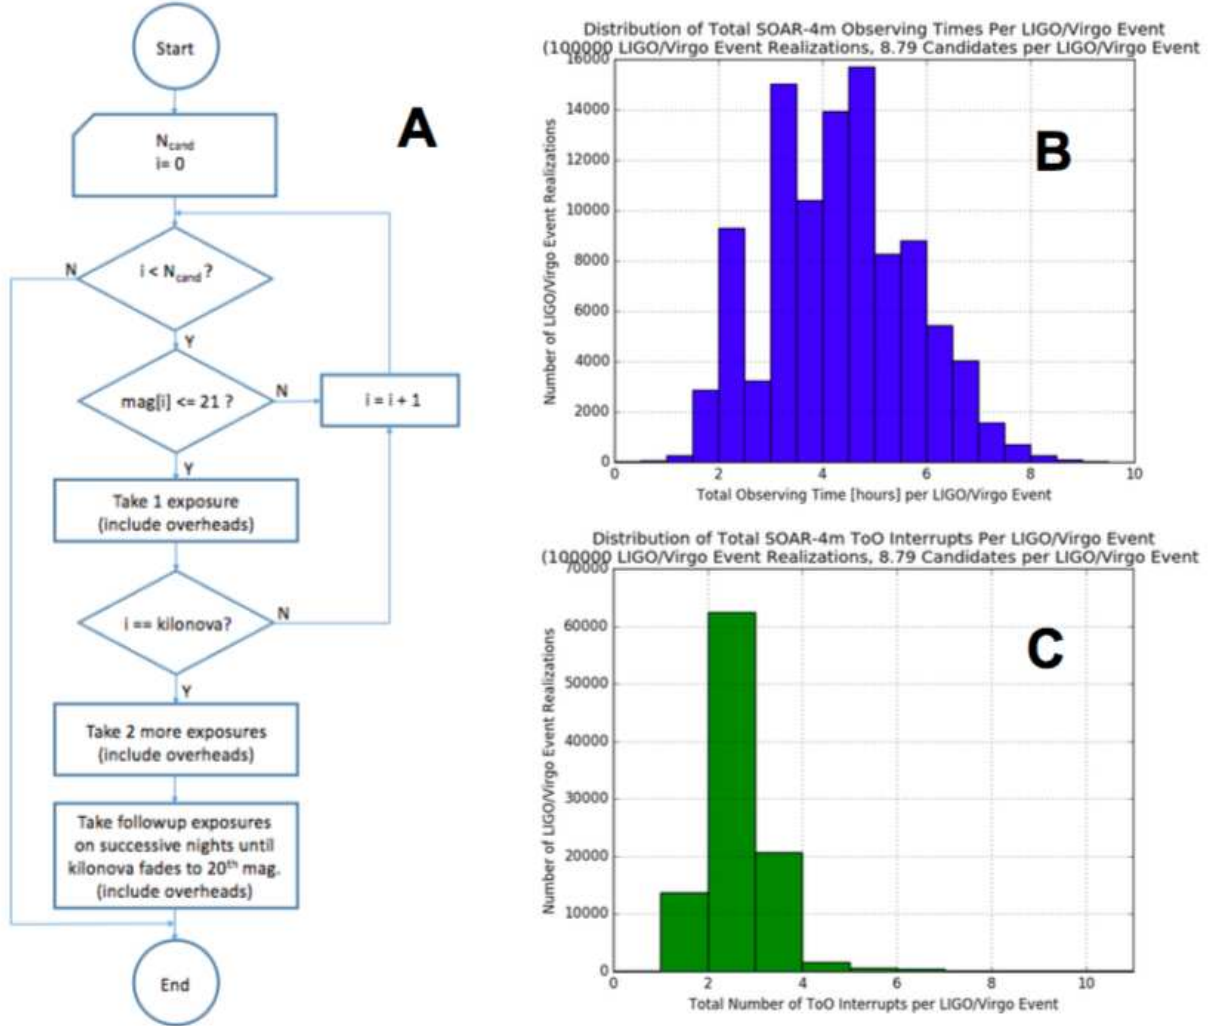 Start
A
N_cand
i= 0
N
i < N_cand ?
Y
mag[i] <= 21 ?
N
i = i + 1
Y
Take 1 exposure
(include overheads)
i == kilonova?
N
Y
Take 2 more exposures
(include overheads)
Take followup exposures
on successive nights until
kilonova fades to 20th mag.
(include overheads)
End
Distribution of Total SOAR-4m Observing Times Per LIGO/Virgo Event
(100000 LIGO/Virgo Event Realizations, 8.79 Candidates per LIGO/Virgo Event
B
Number of LIGO/Virgo Event Realizations
16000
14000
12000
10000
8000
6000
4000
2000
0
0 2 4 6 8 10
Total Observing Time [hours] per LIGO/Virgo Event
Distribution of Total SOAR-4m ToO Interrupts Per LIGO/Virgo Event
(100000 LIGO/Virgo Event Realizations, 8.79 Candidates per LIGO/Virgo Event
C
Number of LIGO/Virgo Event Realizations
70000
60000
50000
40000
30000
20000
10000
0
0 2 4 6 8 10
Total Number of ToO Interrupts per LIGO/Virgo Event